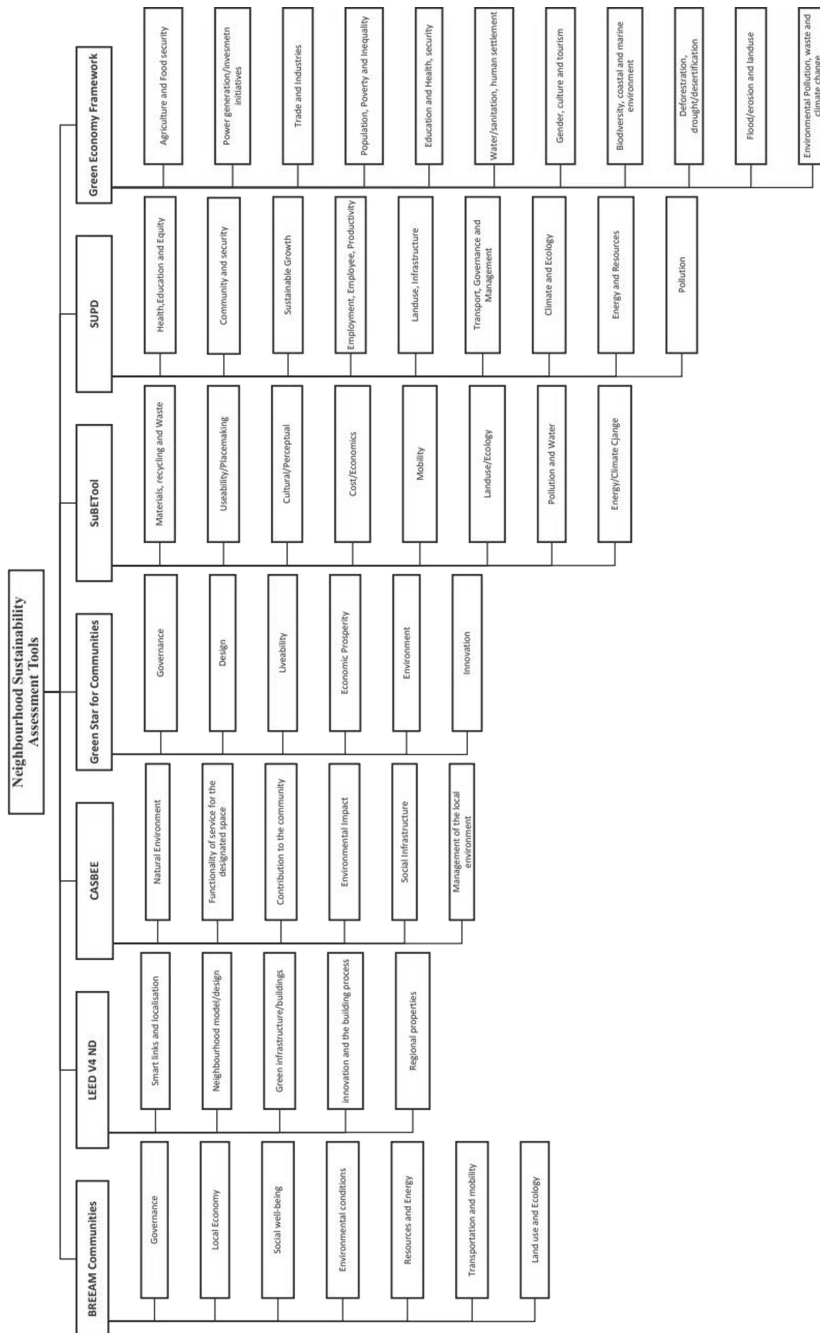 Neighbourhood Sustainability
Assessment Tools
BREEAM Communities
Governance
Local Economy
Social well-being
Environmental conditions
Resources and Energy
Transportation and mobility
Land use and Ecology
LEED V4 ND
Smart links and localisation
Neighbourhood model/design
Green infrastructure/buildings
innovation and the building process
Regional properties
CASBEE
Natural Environment
Functionality of service for the
designated space
Contribution to the community
Environmental Impact
Social Infrastructure
Management of the local
environment
Green Star for Communities
Governance
Design
Liveability
Economic Prosperity
Environment
Innovation
SuBETool
Materials, recycling and Waste
Useability/Placemaking
Cultural/Perceptual
Cost/Economics
Mobility
Landuse/Ecology
Pollution and Water
Energy/Climate Cjange
SUPD
Health,Education and Equity
Community and security
Sustainable Growth
Employment, Employee, Productivity
Landuse, Infrastructure
Transport, Governance and
Management
Climate and Ecology
Energy and Resources
Pollution
Green Economy Framework
Agriculture and Food security
Power generation/invesmetn
initiatives
Trade and Industries
Population, Poverty and Inequality
Education and Health, security
Water/sanitation, human settlement
Gender, culture and tourism
Biodiversity, coastal and marine
environment
Deforestration,
drought/desertification
Flood/erosion and landuse
Environmental Pollution, waste and
climate change